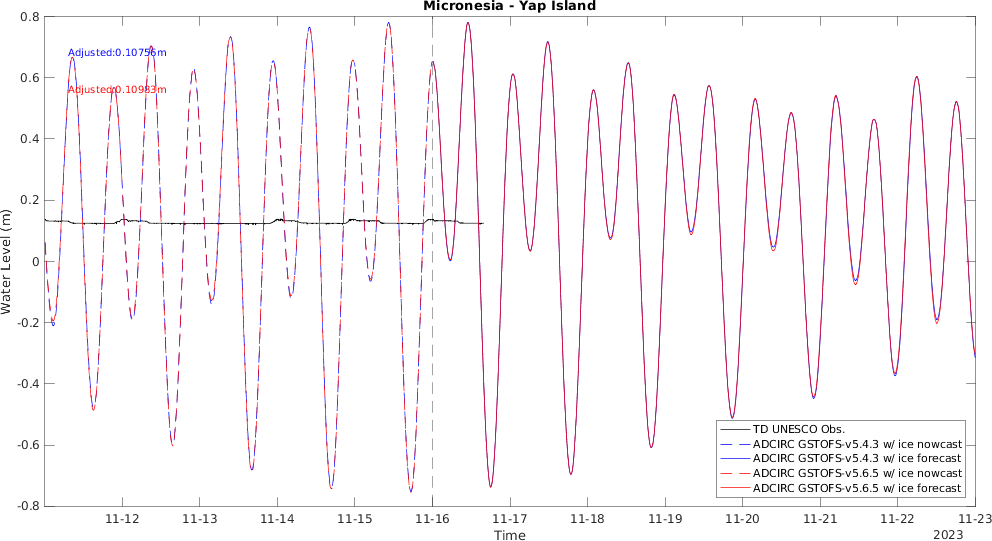 Micronesia - Yap Island
Water Level (m)
0.8
0.6
0.4
0.2
0
-0.2
-0.4
-0.6
-0.8
Adjusted:0.10756m
Adjusted:0.10983m
TD UNESCO Obs.
ADCIRC GSTOFS-v5.4.3 w/ ice nowcast
ADCIRC GSTOFS-v5.4.3 w/ ice forecast
ADCIRC GSTOFS-v5.6.5 w/ ice nowcast
ADCIRC GSTOFS-v5.6.5 w/ ice forecast
11-12 11-13 11-14 11-15 11-16 11-17 11-18 11-19 11-20 11-21 11-22 11-23
Time
2023